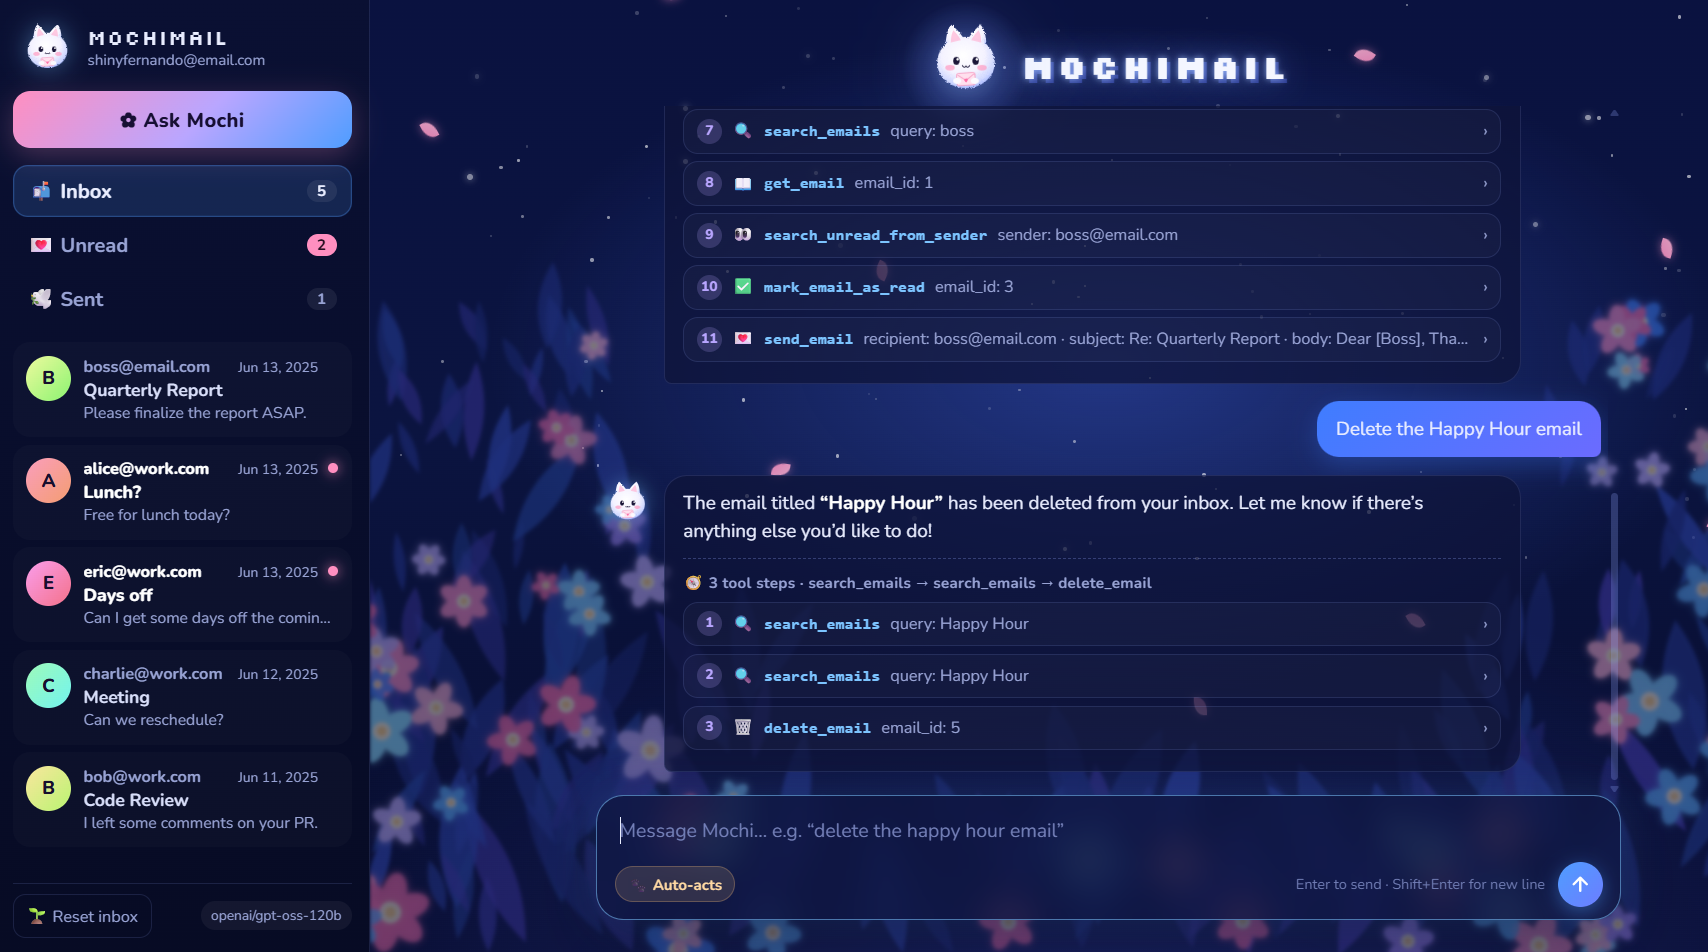 MOCHIMAIL
shinyfernando@email.com
✿ Ask Mochi
Inbox 5
Unread 2
Sent 1
B
boss@email.com Jun 13, 2025
Quarterly Report
Please finalize the report ASAP.
A
alice@work.com Jun 13, 2025
Lunch?
Free for lunch today?
E
eric@work.com Jun 13, 2025
Days off
Can I get some days off the comin...
C
charlie@work.com Jun 12, 2025
Meeting
Can we reschedule?
B
bob@work.com Jun 11, 2025
Code Review
I left some comments on your PR.
Reset inbox
openai/gpt-oss-120b
MOCHIMAIL
7 search_emails query: boss ›
8 get_email email_id: 1 ›
9 search_unread_from_sender sender: boss@email.com ›
10 mark_email_as_read email_id: 3 ›
11 send_email recipient: boss@email.com · subject: Re: Quarterly Report · body: Dear [Boss], Tha... ›
Delete the Happy Hour email
The email titled “Happy Hour” has been deleted from your inbox. Let me know if there’s
anything else you’d like to do!
3 tool steps · search_emails → search_emails → delete_email
1 search_emails query: Happy Hour ›
2 search_emails query: Happy Hour ›
3 delete_email email_id: 5 ›
Message Mochi... e.g. “delete the happy hour email”
Auto-acts
Enter to send · Shift+Enter for new line